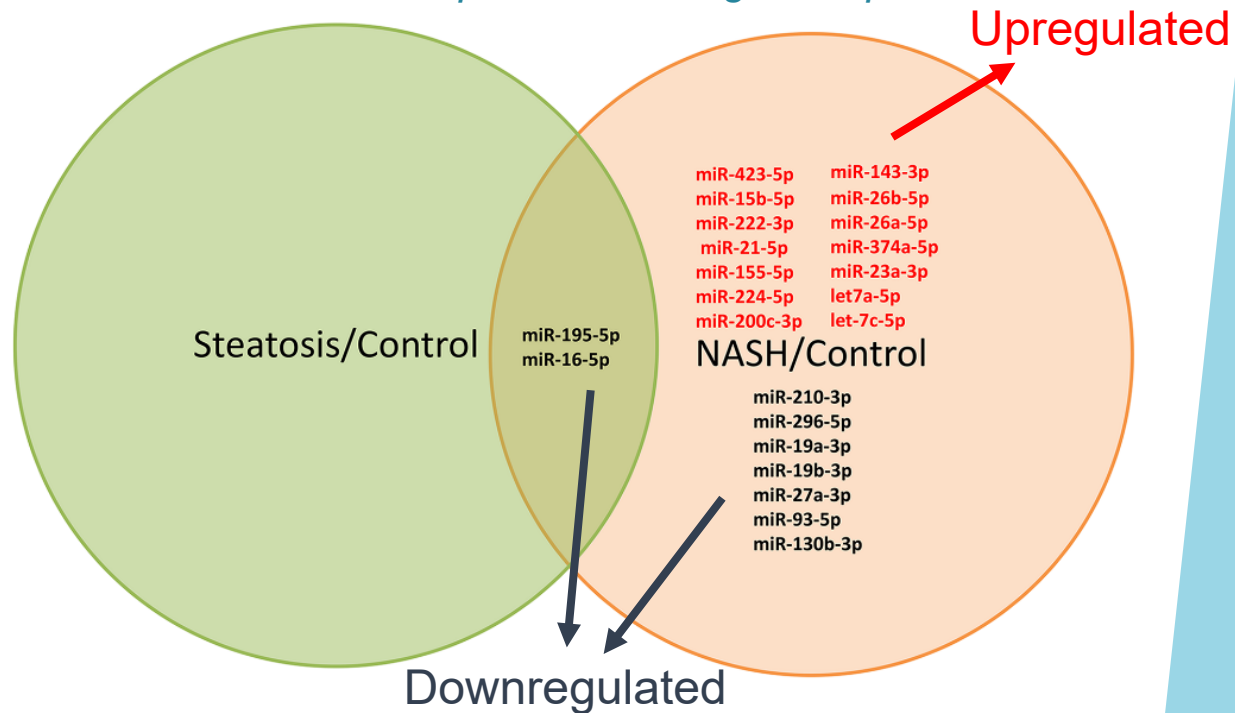 Upregulated
miR-423-5p miR-143-3p
miR-15b-5p miR-26b-5p
miR-222-3p miR-26a-5p
miR-21-5p miR-374a-5p
miR-155-5p miR-23a-3p
miR-224-5p let7a-5p
miR-200c-3p let-7c-5p
Steatosis/Control
miR-195-5p
miR-16-5p
NASH/Control
miR-210-3p
miR-296-5p
miR-19a-3p
miR-19b-3p
miR-27a-3p
miR-93-5p
miR-130b-3p
Downregulated